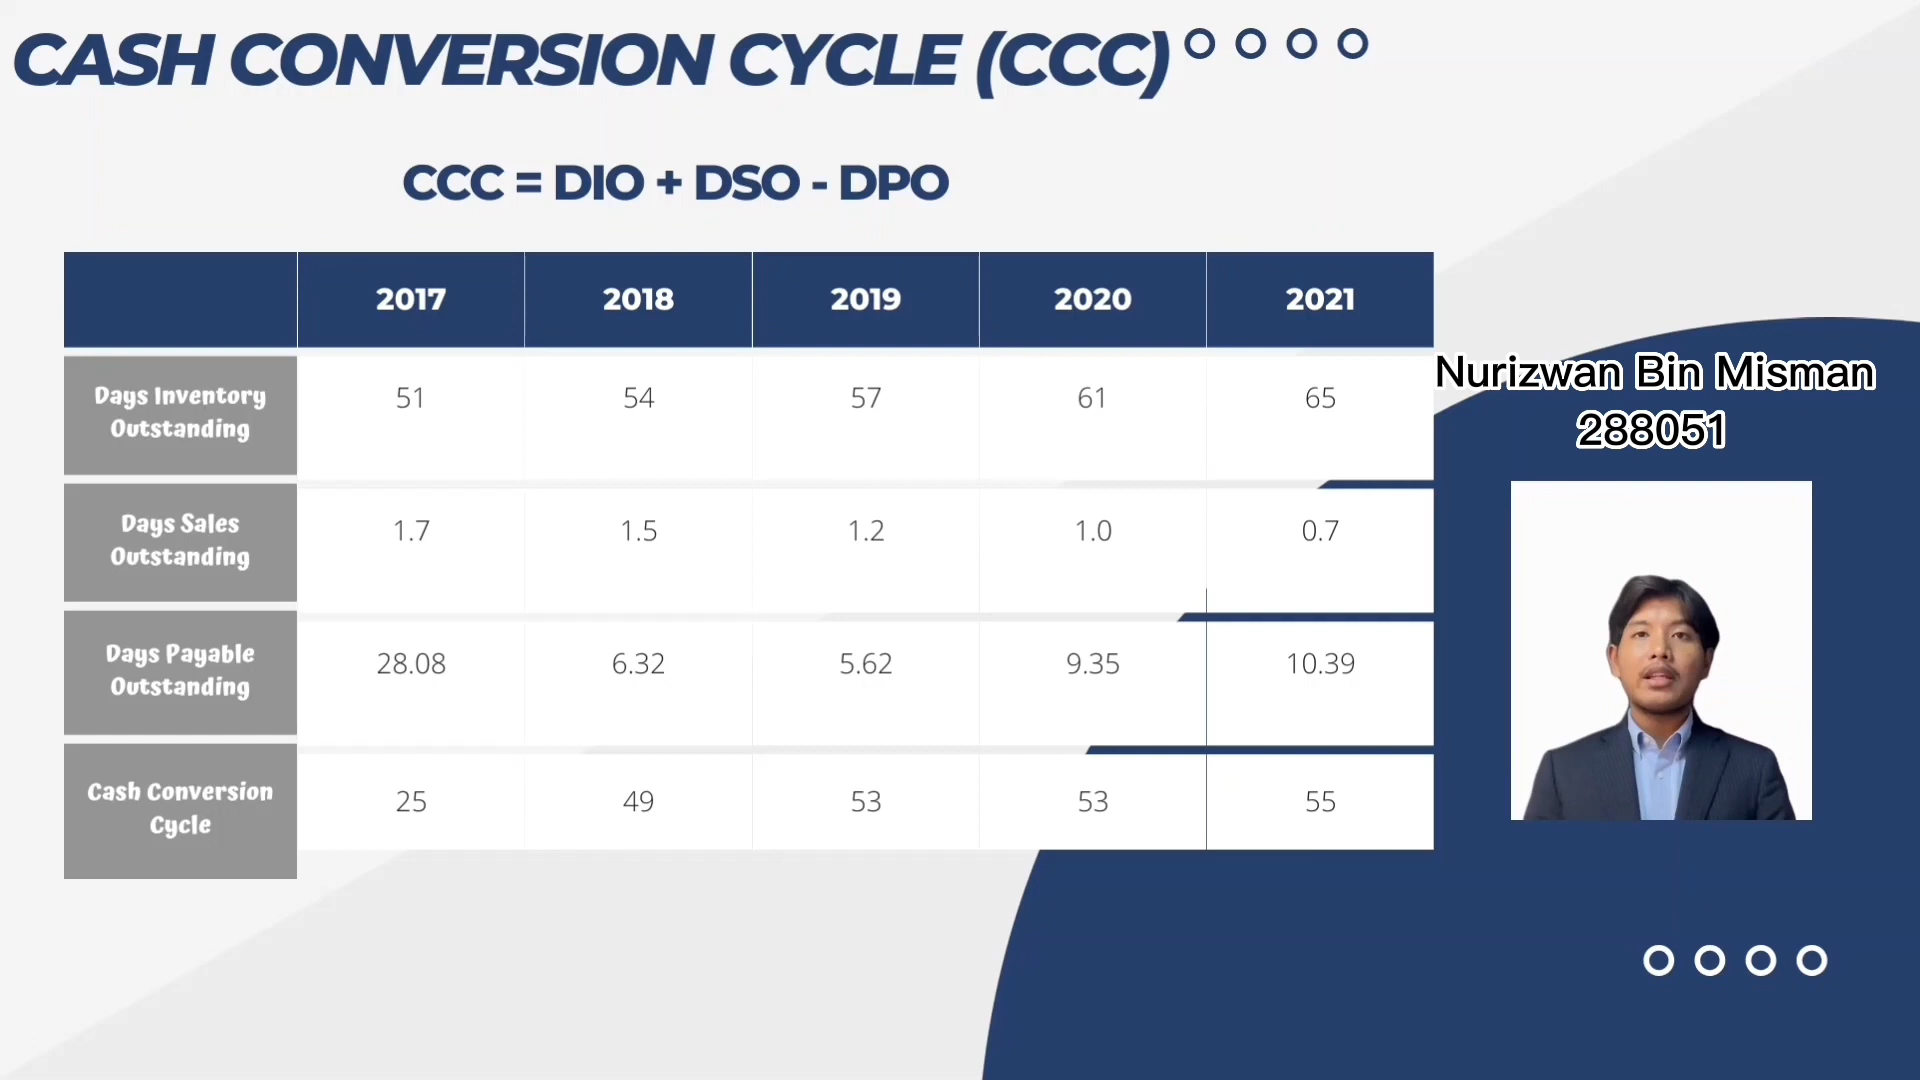 CASH CONVERSION CYCLE (CCC)
CCC = DIO + DSO - DPO
2017 2018 2019 2020 2021
Days Inventory
Outstanding
51 54 57 61 65
Days Sales
Outstanding
1.7 1.5 1.2 1.0 0.7
Days Payable
Outstanding
28.08 6.32 5.62 9.35 10.39
Cash Conversion
Cycle
25 49 53 53 55
Nurizwan Bin Misman
288051